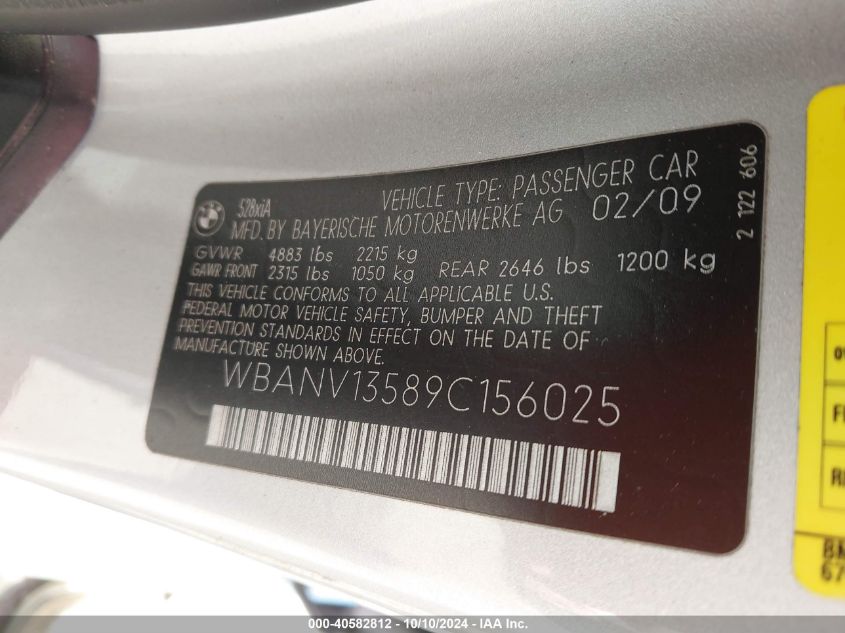 528xiA
VEHICLE TYPE: PASSENGER CAR
MFD. BY BAYERISCHE MOTORENWERKE AG 02/09
GVWR 4883 lbs 2215 kg
GAWR FRONT 2315 lbs 1050 kg REAR 2646 lbs 1200 kg
THIS VEHICLE CONFORMS TO ALL APPLICABLE U.S.
FEDERAL MOTOR VEHICLE SAFETY, BUMPER AND THEFT
PREVENTION STANDARDS IN EFFECT ON THE DATE OF
MANUFACTURE SHOWN ABOVE.
WBANV13589C156025
2 122 606
BM
67
000-40582812 - 10/10/2024 - IAA Inc.